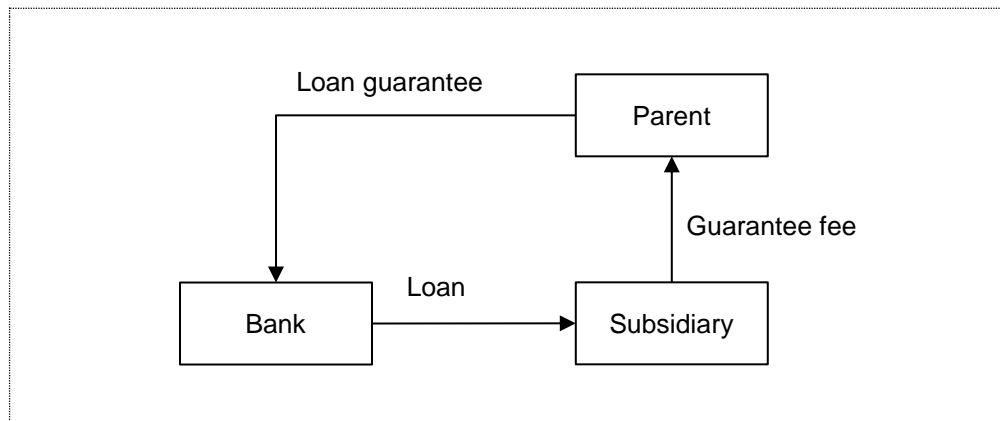 Loan guarantee
Parent
Guarantee fee
Loan
Bank
Subsidiary